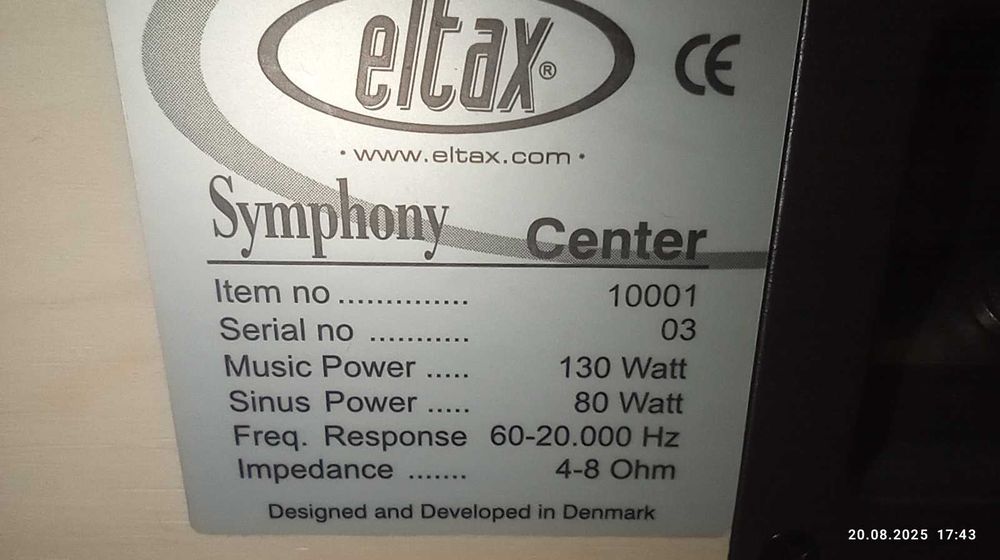 eltax®
CE
• www.eltax.com •
Symphony Center
Item no ............... 10001
Serial no ........... 03
Music Power ..... 130 Watt
Sinus Power ..... 80 Watt
Freq. Response 60-20.000 Hz
Impedance ....... 4-8 Ohm
Designed and Developed in Denmark
20.08.2025 17:43